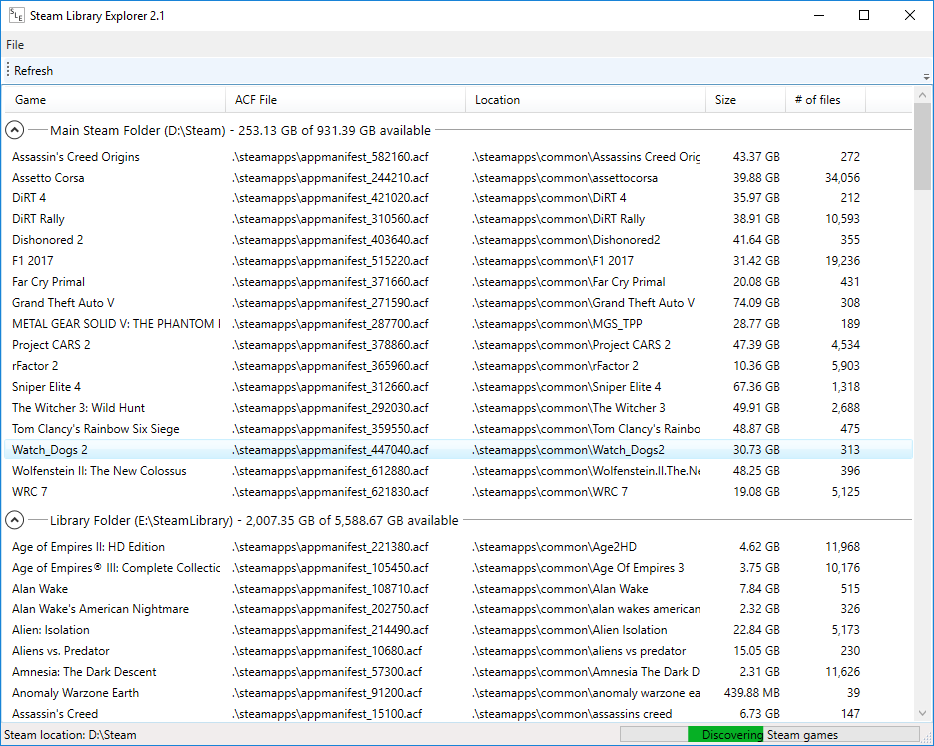 SLE Steam Library Explorer 2.1
File
Refresh
Game ACF File Location Size # of files
Main Steam Folder (D:\Steam) - 253.13 GB of 931.39 GB available
Assassin's Creed Origins .\steamapps\appmanifest_582160.acf .\steamapps\common\Assassins Creed Orig 43.37 GB 272
Assetto Corsa .\steamapps\appmanifest_244210.acf .\steamapps\common\assettocorsa 39.88 GB 34,056
DiRT 4 .\steamapps\appmanifest_421020.acf .\steamapps\common\DiRT 4 35.97 GB 212
DiRT Rally .\steamapps\appmanifest_310560.acf .\steamapps\common\DiRT Rally 38.91 GB 10,593
Dishonored 2 .\steamapps\appmanifest_403640.acf .\steamapps\common\Dishonored2 41.64 GB 355
F1 2017 .\steamapps\appmanifest_515220.acf .\steamapps\common\F1 2017 31.42 GB 19,236
Far Cry Primal .\steamapps\appmanifest_371660.acf .\steamapps\common\Far Cry Primal 20.08 GB 431
Grand Theft Auto V .\steamapps\appmanifest_271590.acf .\steamapps\common\Grand Theft Auto V 74.09 GB 308
METAL GEAR SOLID V: THE PHANTOM .\steamapps\appmanifest_287700.acf .\steamapps\common\MGS_TPP 28.77 GB 189
Project CARS 2 .\steamapps\appmanifest_378860.acf .\steamapps\common\Project CARS 2 47.39 GB 4,534
rFactor 2 .\steamapps\appmanifest_365960.acf .\steamapps\common\rFactor 2 10.36 GB 5,903
Sniper Elite 4 .\steamapps\appmanifest_312660.acf .\steamapps\common\Sniper Elite 4 67.36 GB 1,318
The Witcher 3: Wild Hunt .\steamapps\appmanifest_292030.acf .\steamapps\common\The Witcher 3 49.91 GB 2,688
Tom Clancy's Rainbow Six Siege .\steamapps\appmanifest_359550.acf .\steamapps\common\Tom Clancy's Rainbo 48.87 GB 475
Watch_Dogs 2 .\steamapps\appmanifest_447040.acf .\steamapps\common\Watch_Dogs2 30.73 GB 313
Wolfenstein II: The New Colossus .\steamapps\appmanifest_612880.acf .\steamapps\common\Wolfenstein.II.The.Ne 48.25 GB 396
WRC 7 .\steamapps\appmanifest_621830.acf .\steamapps\common\WRC 7 19.08 GB 5,125
Library Folder (E:\SteamLibrary) - 2,007.35 GB of 5,588.67 GB available
Age of Empires II: HD Edition .\steamapps\appmanifest_221380.acf .\steamapps\common\Age2HD 4.62 GB 11,968
Age of Empires® III: Complete Collectic .\steamapps\appmanifest_105450.acf .\steamapps\common\Age Of Empires 3 3.75 GB 10,176
Alan Wake .\steamapps\appmanifest_108710.acf .\steamapps\common\Alan Wake 7.84 GB 515
Alan Wake's American Nightmare .\steamapps\appmanifest_202750.acf .\steamapps\common\alan wakes american 2.32 GB 326
Alien: Isolation .\steamapps\appmanifest_214490.acf .\steamapps\common\Alien Isolation 22.84 GB 5,173
Aliens vs. Predator .\steamapps\appmanifest_10680.acf .\steamapps\common\aliens vs predator 15.05 GB 230
Amnesia: The Dark Descent .\steamapps\appmanifest_57300.acf .\steamapps\common\Amnesia The Dark D 2.31 GB 11,626
Anomaly Warzone Earth .\steamapps\appmanifest_91200.acf .\steamapps\common\anomaly warzone ea 439.88 MB 39
Assassin's Creed .\steamapps\appmanifest_15100.acf .\steamapps\common\assassins creed 6.73 GB 147
Steam location: D:\Steam Discovering Steam games